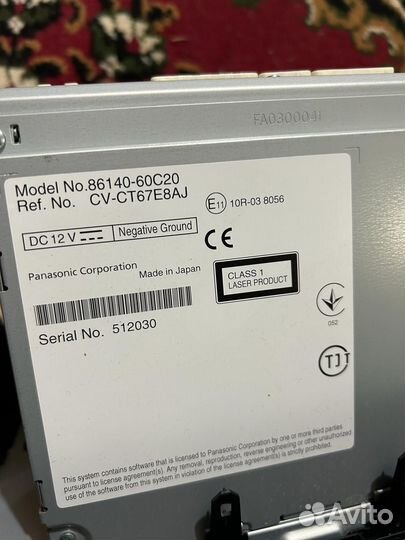 FA0300041
Model No.86140-60C20
Ref. No. CV-CT67E8AJ
E11 10R-03 8056
DC 12 V Negative Ground
CE
Panasonic Corporation Made in Japan
CLASS 1
LASER PRODUCT
052
Serial No. 512030
TJT
This system contains software that is licensed to Panasonic Corporation by one or more third parties
pursuant to license agreement(s). Any removal, reproduction, reverse engineering or other unauthorized
use of the software is in violation of the license agreement(s) and is strictly prohibited.
Avito